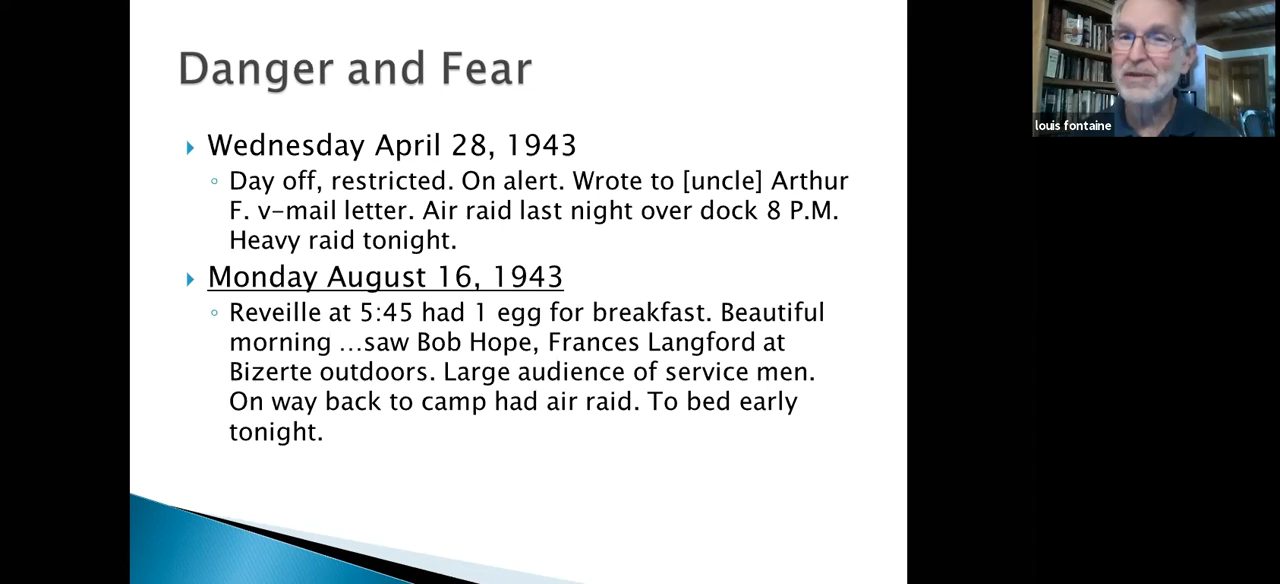 Danger and Fear
Wednesday April 28, 1943
Day off, restricted. On alert. Wrote to [uncle] Arthur
F. v-mail letter. Air raid last night over dock 8 P.M.
Heavy raid tonight.
Monday August 16, 1943
Reveille at 5:45 had 1 egg for breakfast. Beautiful
morning …saw Bob Hope, Frances Langford at
Bizerte outdoors. Large audience of service men.
On way back to camp had air raid. To bed early
tonight.
louis fontaine